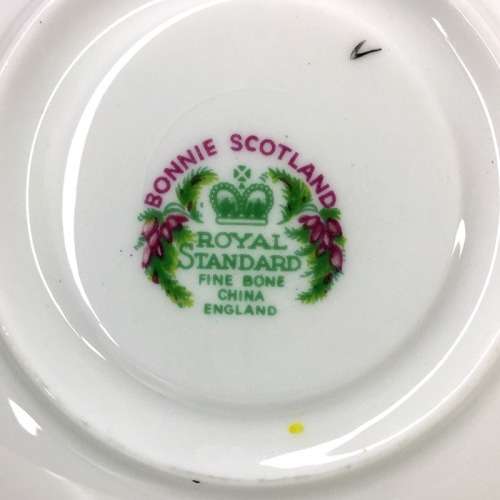 BONNIE SCOTLAND
ROYAL
STANDARD
FINE BONE
CHINA
ENGLAND